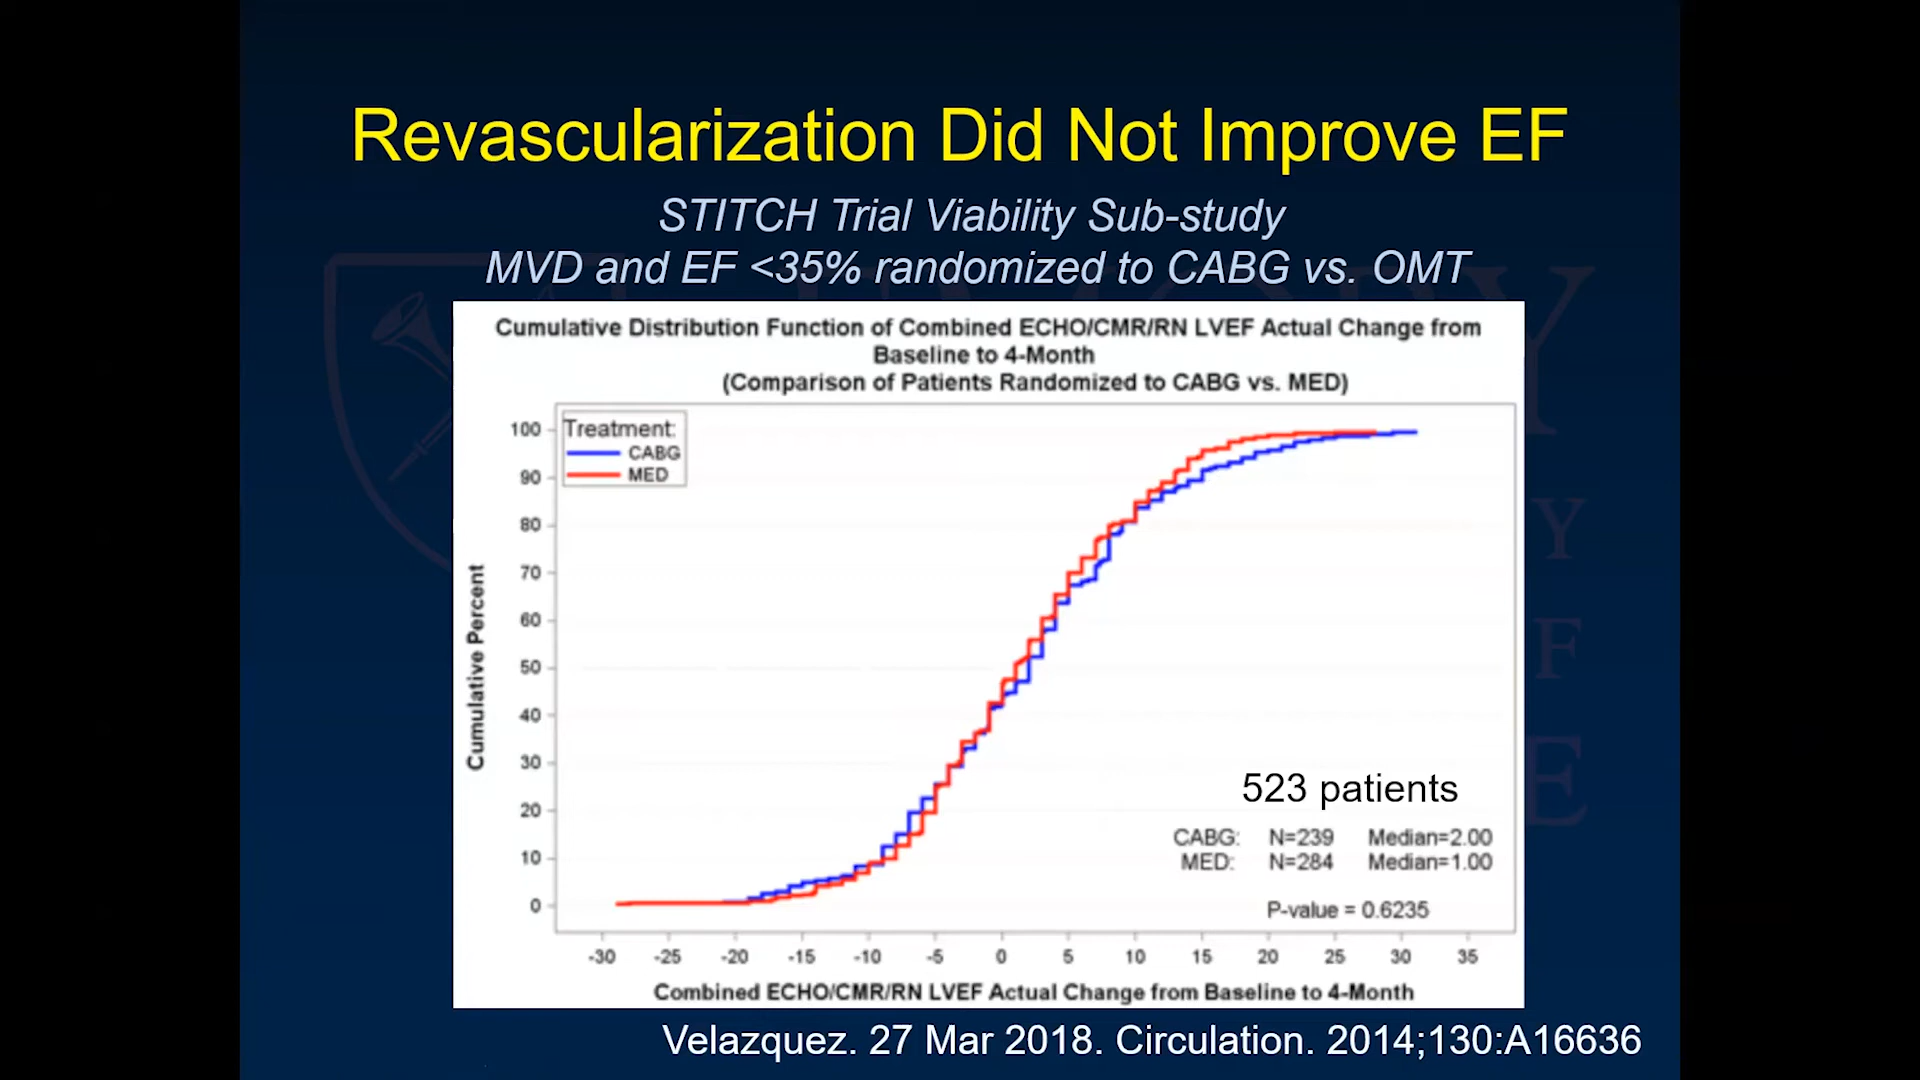 Revascularization Did Not Improve EF
STITCH Trial Viability Sub-study
MVD and EF <35% randomized to CABG vs. OMT
Cumulative Distribution Function of Combined ECHO/CMR/RN LVEF Actual Change from
Baseline to 4-Month
(Comparison of Patients Randomized to CABG vs. MED)
Treatment:
CABG
MED
Cumulative Percent
100
90
80
70
60
50
40
30
20
10
0
523 patients
CABG: N=239 Median=2.00
MED: N=284 Median=1.00
P-value = 0.6235
-30 -25 -20 -15 -10 -5 0 5 10 15 20 25 30 35
Combined ECHO/CMR/RN LVEF Actual Change from Baseline to 4-Month
Velazquez. 27 Mar 2018. Circulation. 2014;130:A16636